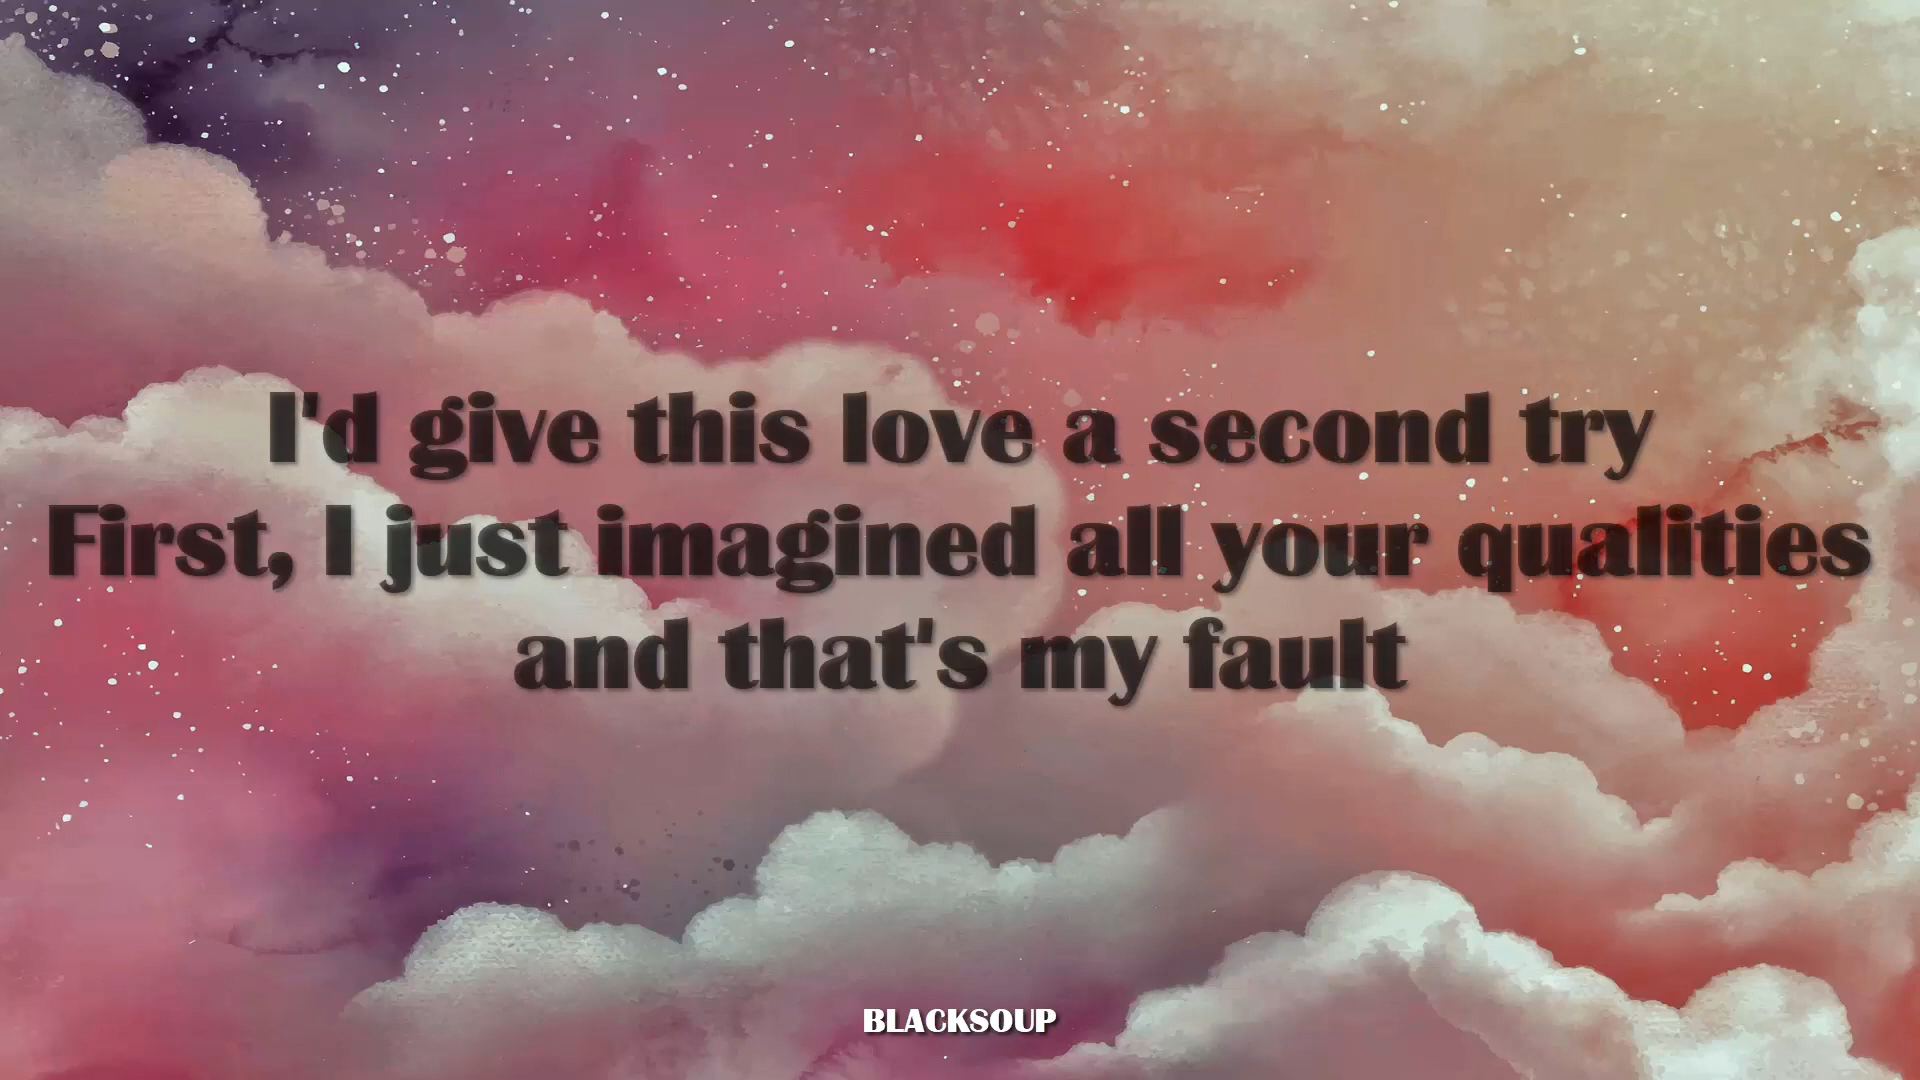 I'd give this love a second try
First, I just imagined all your qualities
and that's my fault
BLACKSOUP